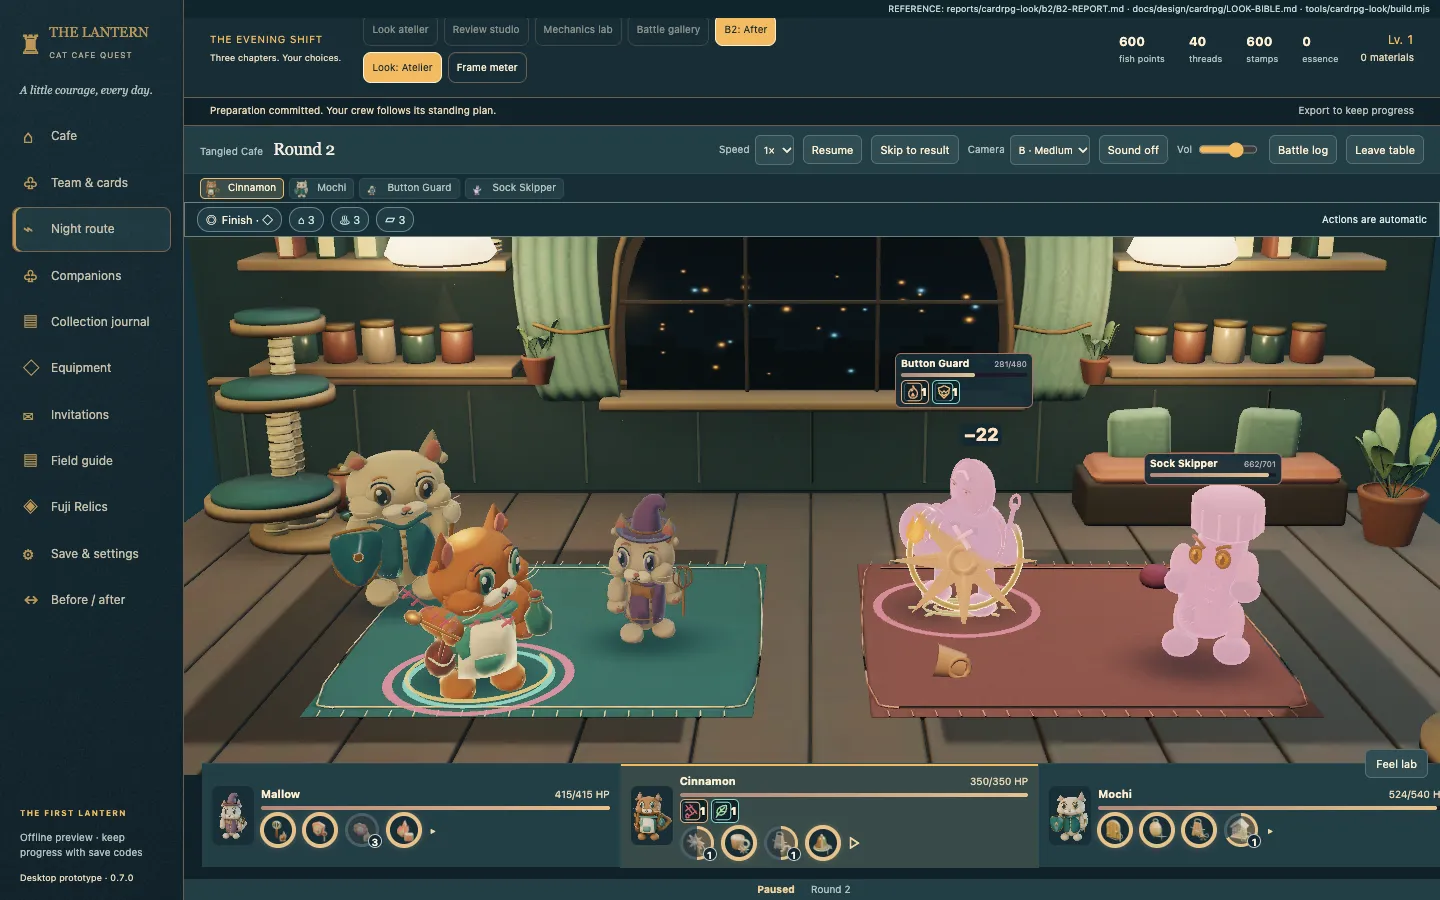 REFERENCE: reports/cardrpg-look/b2/B2-REPORT.md · docs/design/cardrpg/LOOK-BIBLE.md · tools/cardrpg-look/build.mjs
THE LANTERN
CAT CAFE QUEST
A little courage, every day.
Cafe
Team & cards
Night route
Companions
Collection journal
Equipment
Invitations
Field guide
Fuji Relics
Save & settings
Before / after
THE FIRST LANTERN
Offline preview · keep
progress with save codes
Desktop prototype · 0.7.0
THE EVENING SHIFT
Three chapters. Your choices.
Look atelier
Review studio
Mechanics lab
Battle gallery
B2: After
Look: Atelier
Frame meter
600
fish points
40
threads
600
stamps
0
essence
Lv. 1
0 materials
Preparation committed. Your crew follows its standing plan.
Export to keep progress
Tangled Cafe
Round 2
Speed
1x
Resume
Skip to result
Camera
B · Medium
Sound off
Vol
Battle log
Leave table
Cinnamon
Mochi
Button Guard
Sock Skipper
Finish ·
3
3
3
Actions are automatic
Button Guard
281/480
1
1
−22
Sock Skipper
662/701
Feel lab
Mallow
415/415 HP
3
Cinnamon
350/350 HP
1
1
1
1
Mochi
524/540 H
1
Paused
Round 2